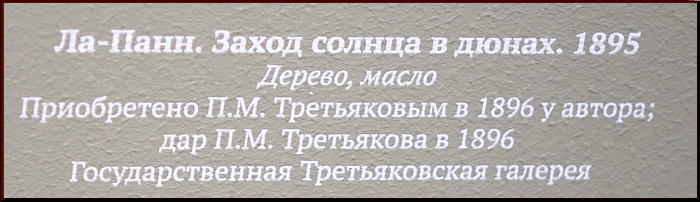 Ла-Панн. Заход солнца в дюнах. 1895
Дерево, масло
Приобретено П.М. Третьяковым в 1896 у автора;
дар П.М. Третьякова в 1896
Государственная Третьяковская галерея